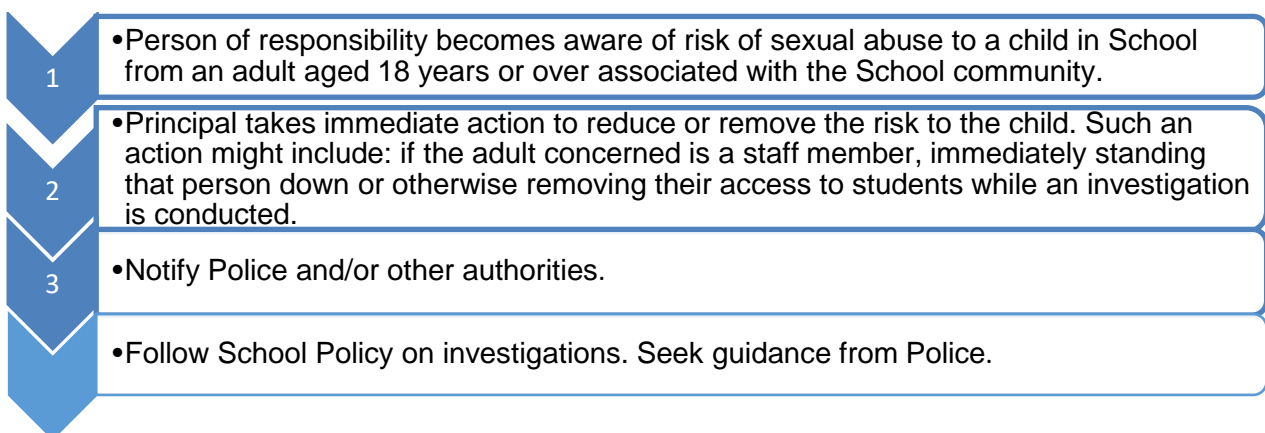 1
•Person of responsibility becomes aware of risk of sexual abuse to a child in School
from an adult aged 18 years or over associated with the School community.
2
•Principal takes immediate action to reduce or remove the risk to the child. Such an
action might include: if the adult concerned is a staff member, immediately standing
that person down or otherwise removing their access to students while an investigation
is conducted.
3
•Notify Police and/or other authorities.
•Follow School Policy on investigations. Seek guidance from Police.